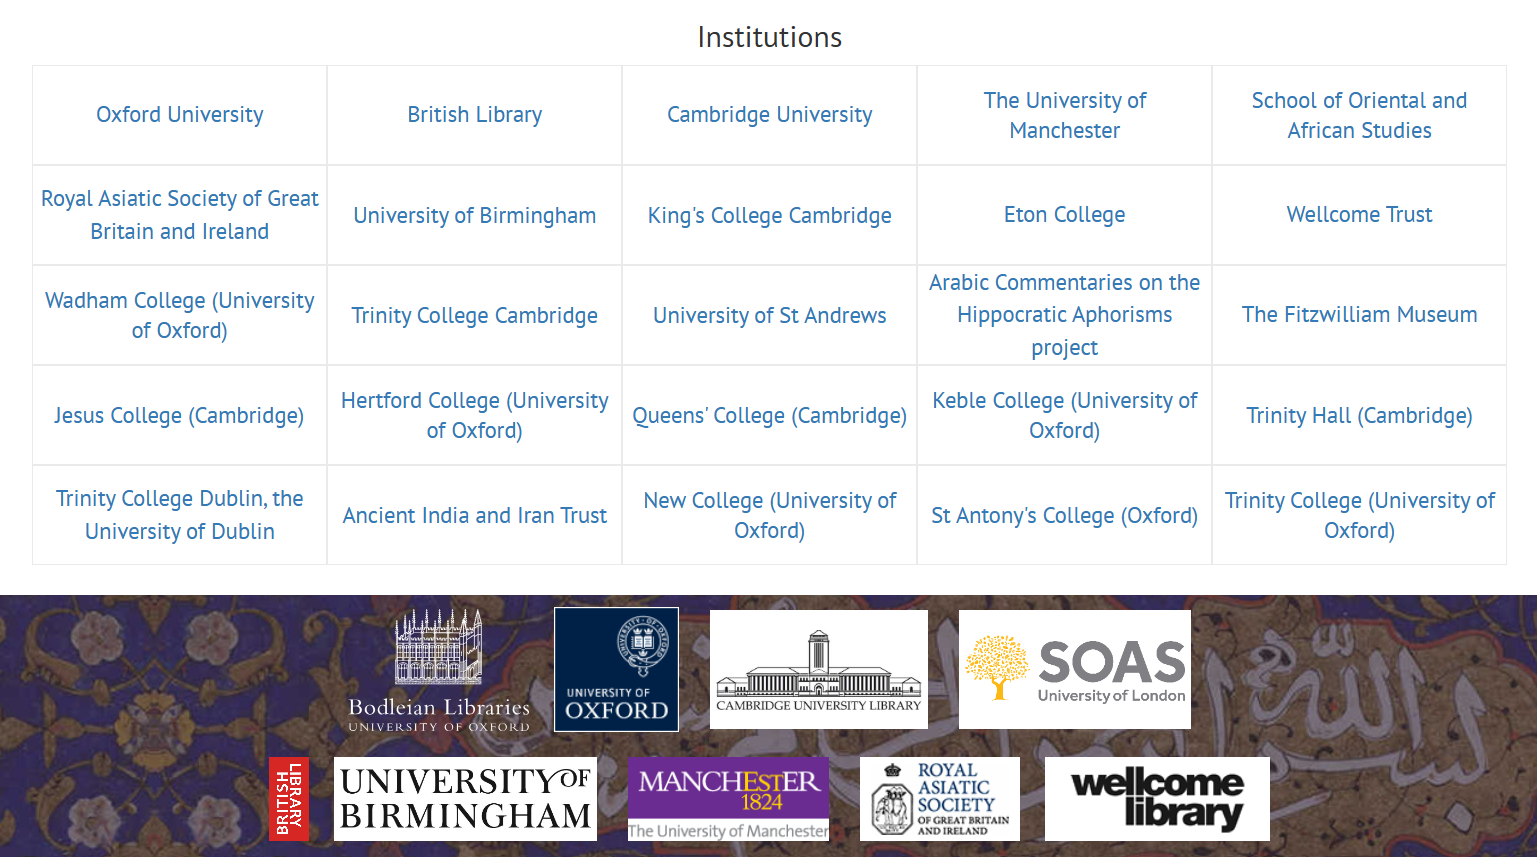 Institutions
Oxford University
British Library
Cambridge University
The University of
Manchester
School of Oriental and
African Studies
Royal Asiatic Society of Great
Britain and Ireland
University of Birmingham
King's College Cambridge
Eton College
Wellcome Trust
Wadham College (University
of Oxford)
Trinity College Cambridge
University of St Andrews
Arabic Commentaries on the
Hippocratic Aphorisms
project
The Fitzwilliam Museum
Jesus College (Cambridge)
Hertford College (University
of Oxford)
Queens' College (Cambridge)
Keble College (University of
Oxford)
Trinity Hall (Cambridge)
Trinity College Dublin, the
University of Dublin
Ancient India and Iran Trust
New College (University of
Oxford)
St Antony's College (Oxford)
Trinity College (University of
Oxford)
Bodleian Libraries
UNIVERSITY OF OXFORD
UNIVERSITY OF
OXFORD
CAMBRIDGE UNIVERSITY LIBRARY
SOAS
University of London
BRITISH
LIBRARY
UNIVERSITY OF
BIRMINGHAM
MANCHESTER
1824
The University of Manchester
ROYAL
ASIATIC
SOCIETY
OF GREAT BRITAIN
AND IRELAND
wellcome
library